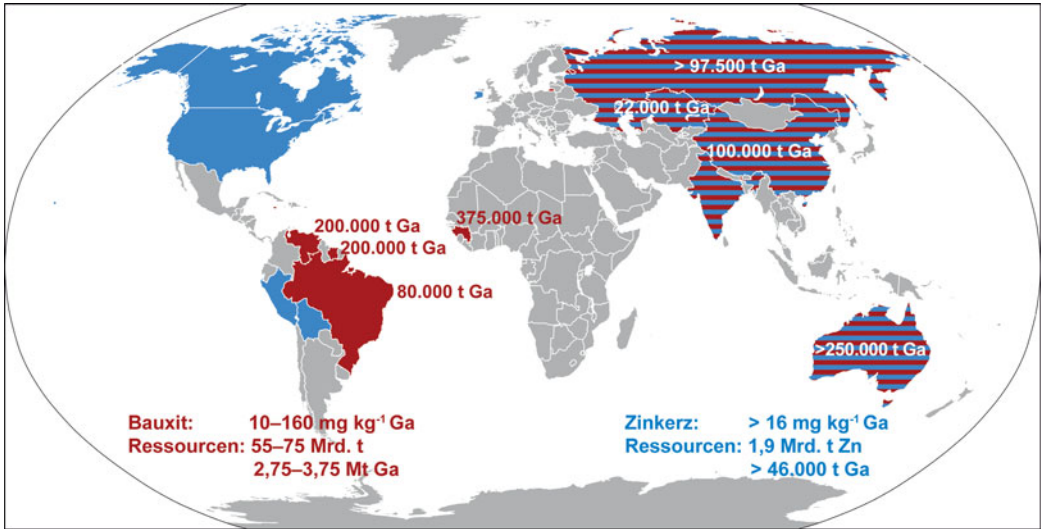 > 97.500 t Ga
22.000 t Ga
100.000 t Ga
200.000 t Ga
375.000 t Ga
200.000 t Ga
80.000 t Ga
>250.000 t Ga
Bauxit: 10–160 mg kg⁻¹ Ga
Ressourcen: 55–75 Mrd. t
2,75–3,75 Mt Ga
Zinkerz: > 16 mg kg⁻¹ Ga
Ressourcen: 1,9 Mrd. t Zn
> 46.000 t Ga